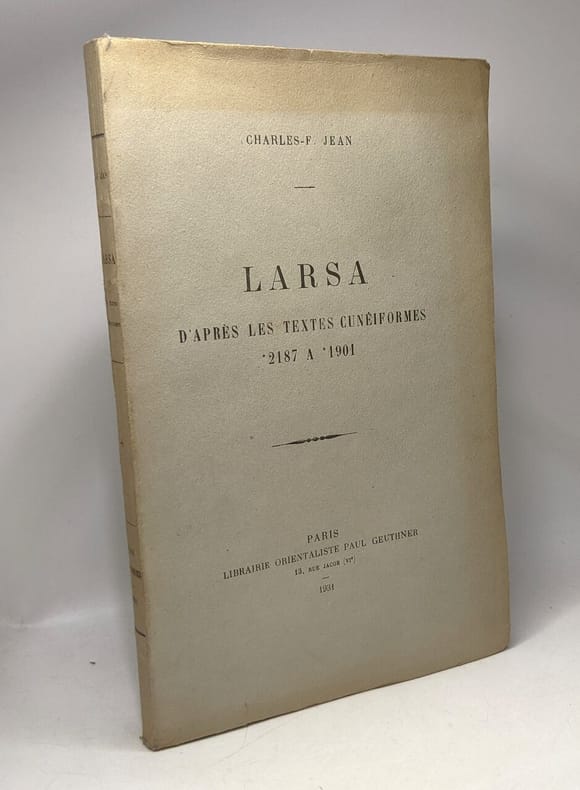 CHARLES-F. JEAN
LARSA
D'APRÈS LES TEXTES CUNÉIFORMES
*2187 A *1901
PARIS
LIBRAIRIE ORIENTALISTE PAUL GEUTHNER
13, RUE JACOB (VIᵉ)
1931